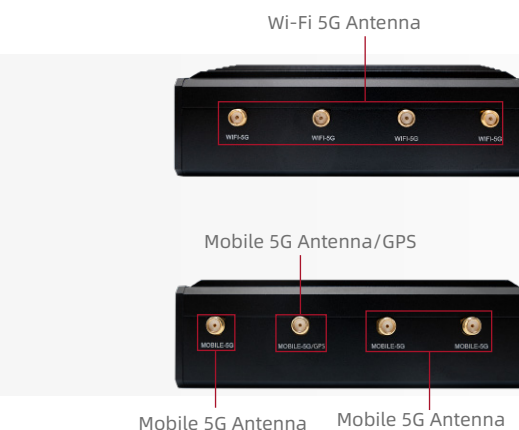 Wi-Fi 5G Antenna
WIFI-5G WIFI-5G WIFI-5G WIFI-5G
Mobile 5G Antenna/GPS
MOBILE-5G MOBILE-5G/GPS MOBILE-5G MOBILE-5G
Mobile 5G Antenna Mobile 5G Antenna